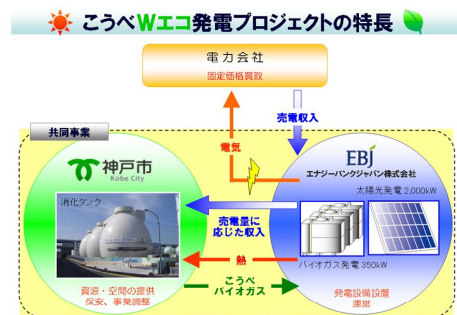 こうべWエコ発電プロジェクトの特長
電力会社
固定価格買取
売電収入
共同事業
電気
神戸市
Kobe City
EBJ
エナジーバンクジャパン株式会社
太陽光発電 2,000kW
消化タンク
売電量に
応じた収入
バイオガス発電 350kW
熱
こうべ
バイオガス
資源・空間の提供
保安、事業調整
発電設備設置
運営